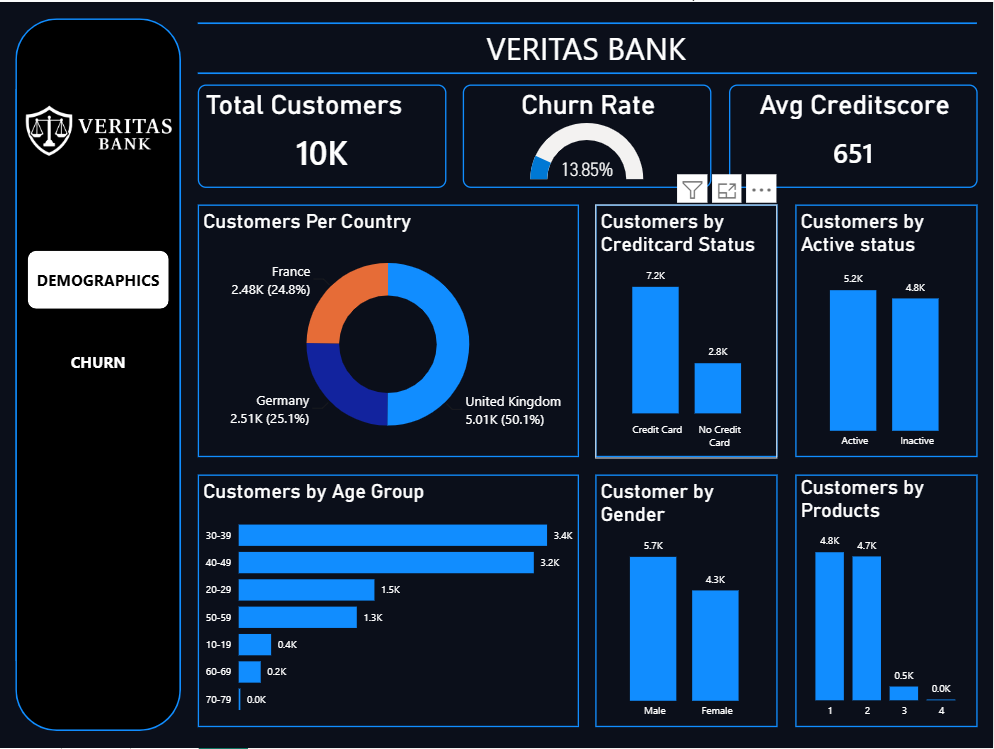 VERITAS BANK
VERITAS
BANK
DEMOGRAPHICS
CHURN
Total Customers
10K
Churn Rate
13.85%
Avg Creditscore
651
Customers Per Country
France
2.48K (24.8%)
Germany
2.51K (25.1%)
United Kingdom
5.01K (50.1%)
Customers by
Creditcard Status
7.2K
2.8K
Credit Card
No Credit
Card
Customers by
Active status
5.2K
4.8K
Active
Inactive
Customers by Age Group
30-39
3.4K
40-49
3.2K
20-29
1.5K
50-59
1.3K
10-19
0.4K
60-69
0.2K
70-79
0.0K
Customer by
Gender
5.7K
4.3K
Male
Female
Customers by
Products
4.8K
4.7K
0.5K
0.0K
1
2
3
4